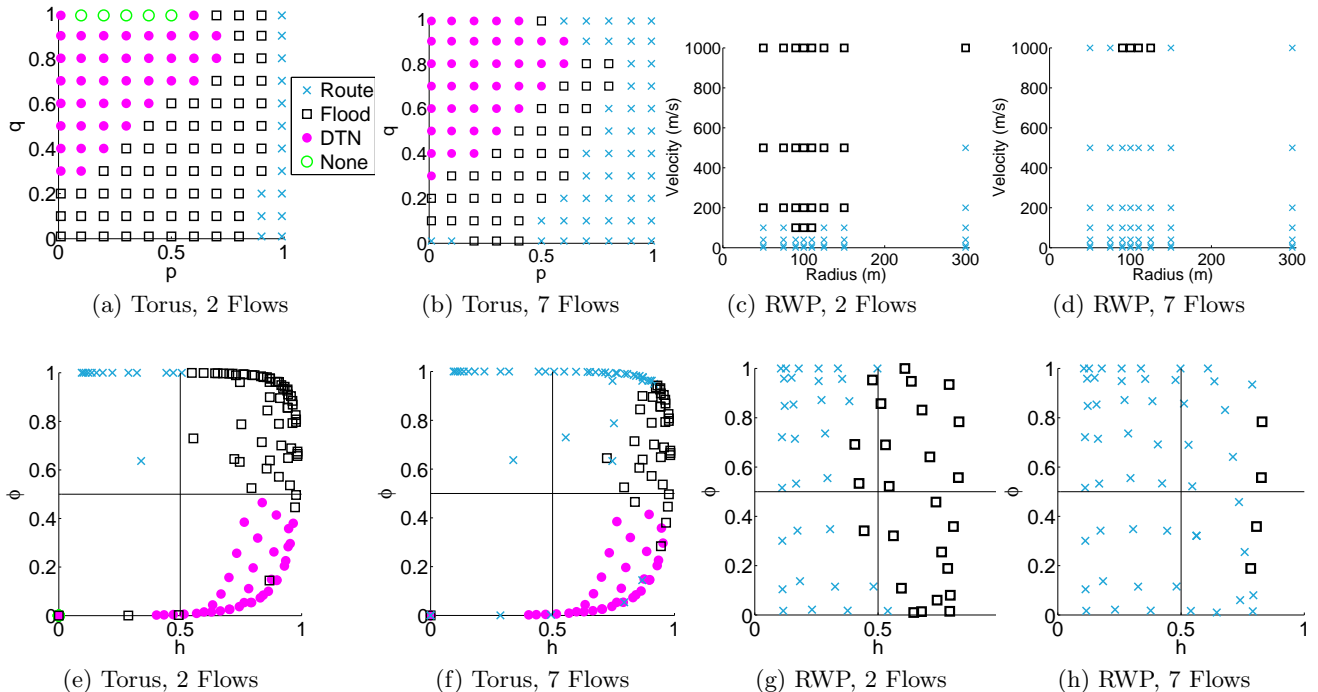 1
0.8
0.6
0.4
0.2
0
q
0
0.5
1
p
Route
Flood
DTN
None
(a) Torus, 2 Flows
1
0.8
0.6
0.4
0.2
0
q
0
0.5
1
p
(b) Torus, 7 Flows
1000
800
600
400
200
0
Velocity (m/s)
0
100
200
300
Radius (m)
(c) RWP, 2 Flows
1000
800
600
400
200
0
Velocity (m/s)
0
100
200
300
Radius (m)
(d) RWP, 7 Flows
1
0.8
0.6
0.4
0.2
0
ϕ
0
0.5
1
h
(e) Torus, 2 Flows
1
0.8
0.6
0.4
0.2
0
ϕ
0
0.5
1
h
(f) Torus, 7 Flows
1
0.8
0.6
0.4
0.2
0
ϕ
0
0.5
1
h
(g) RWP, 2 Flows
1
0.8
0.6
0.4
0.2
0
ϕ
0
0.5
1
h
(h) RWP, 7 Flows